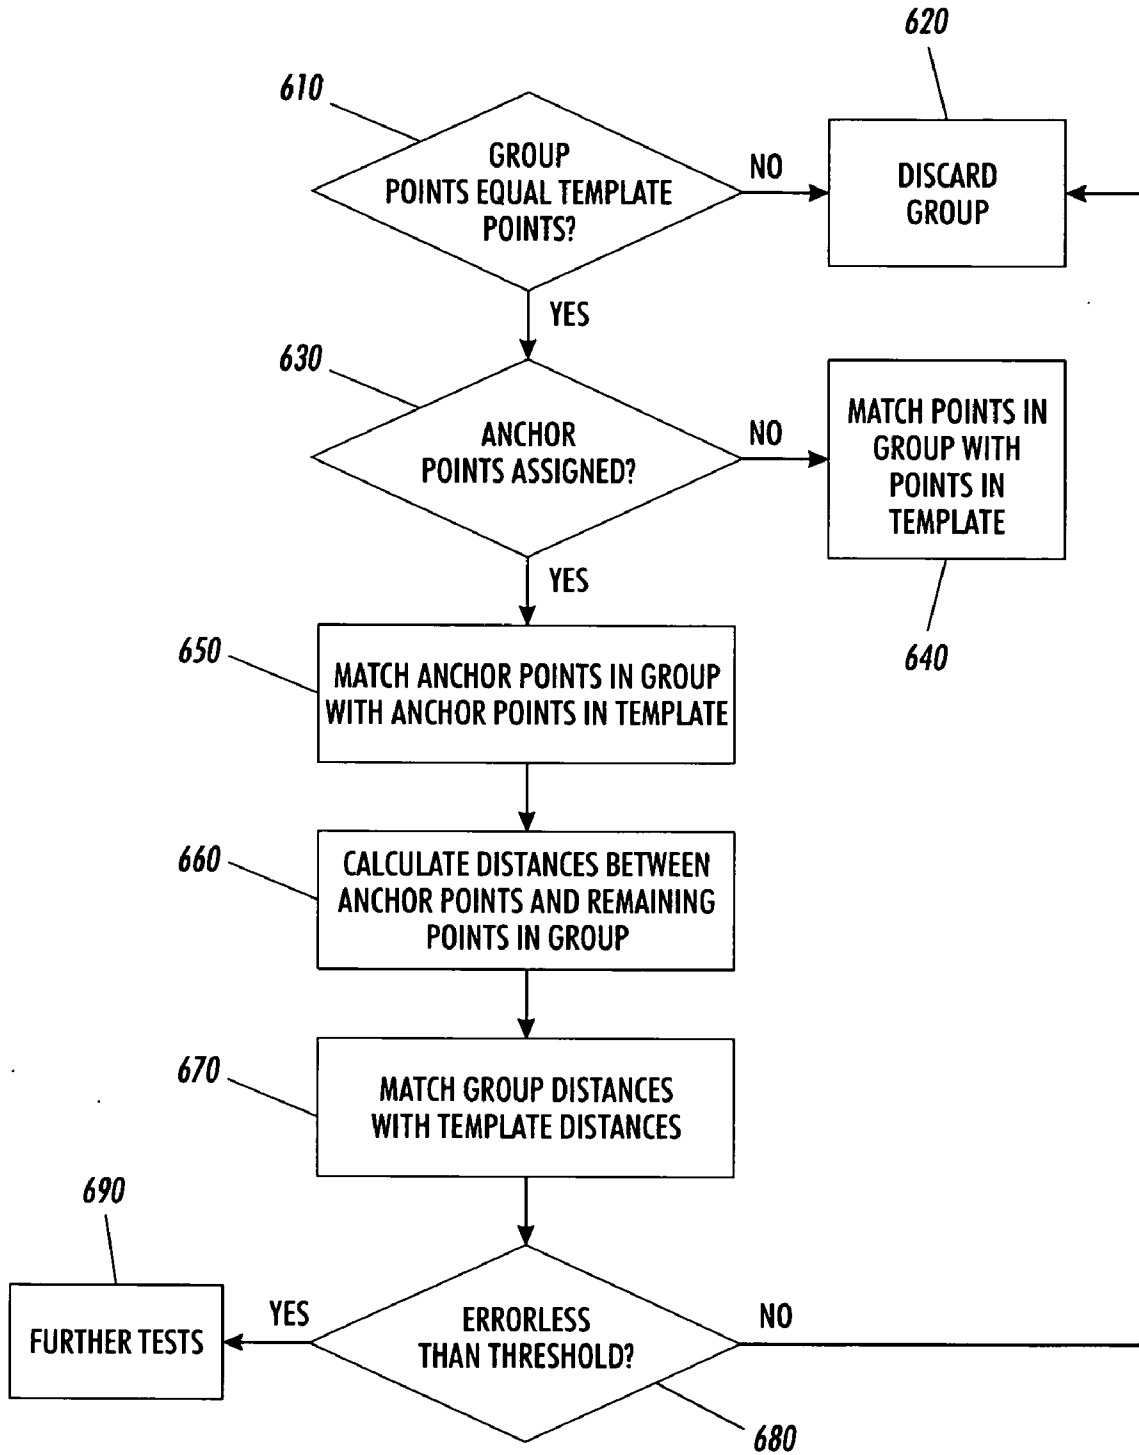 620
610
GROUP
POINTS EQUAL TEMPLATE
POINTS?
NO
DISCARD
GROUP
YES
630
ANCHOR
POINTS ASSIGNED?
NO
MATCH POINTS IN
GROUP WITH
POINTS IN
TEMPLATE
640
YES
650
MATCH ANCHOR POINTS IN GROUP
WITH ANCHOR POINTS IN TEMPLATE
660
CALCULATE DISTANCES BETWEEN
ANCHOR POINTS AND REMAINING
POINTS IN GROUP
670
MATCH GROUP DISTANCES
WITH TEMPLATE DISTANCES
690
FURTHER TESTS
YES
ERRORLESS
THAN THRESHOLD?
NO
680